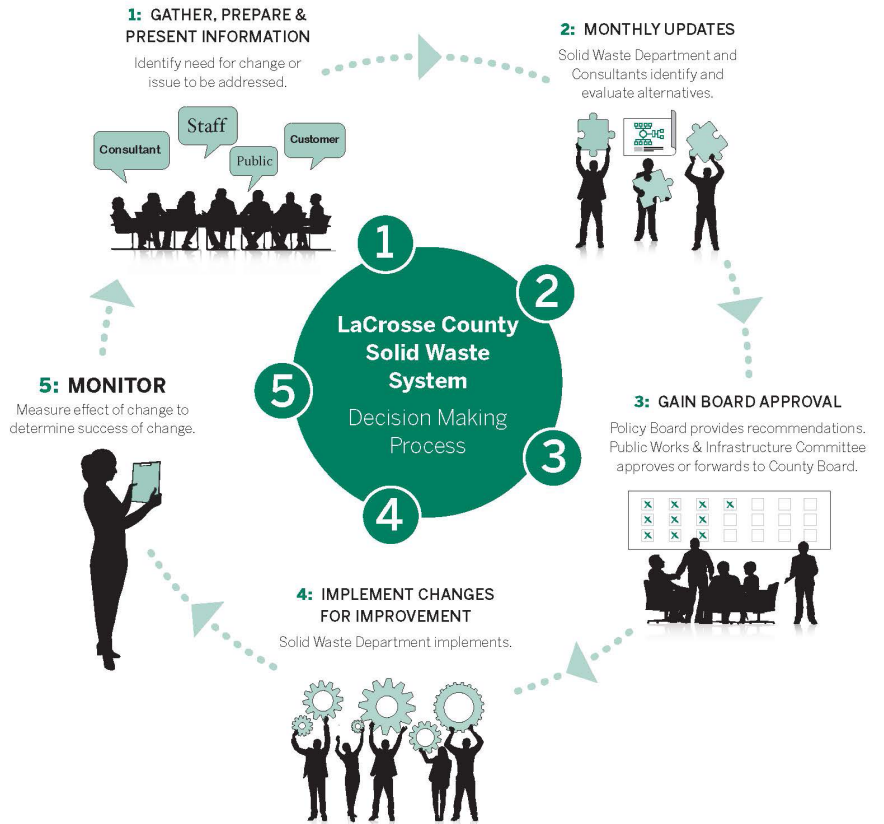 1: GATHER, PREPARE &
PRESENT INFORMATION
Identify need for change or
issue to be addressed.
Consultant
Staff
Public
Customer
2: MONTHLY UPDATES
Solid Waste Department and
Consultants identify and
evaluate alternatives.
1
2
3
4
5
LaCrosse County
Solid Waste
System
Decision Making
Process
3: GAIN BOARD APPROVAL
Policy Board provides recommendations.
Public Works & Infrastructure Committee
approves or forwards to County Board.
4: IMPLEMENT CHANGES
FOR IMPROVEMENT
Solid Waste Department implements.
5: MONITOR
Measure effect of change to
determine success of change.